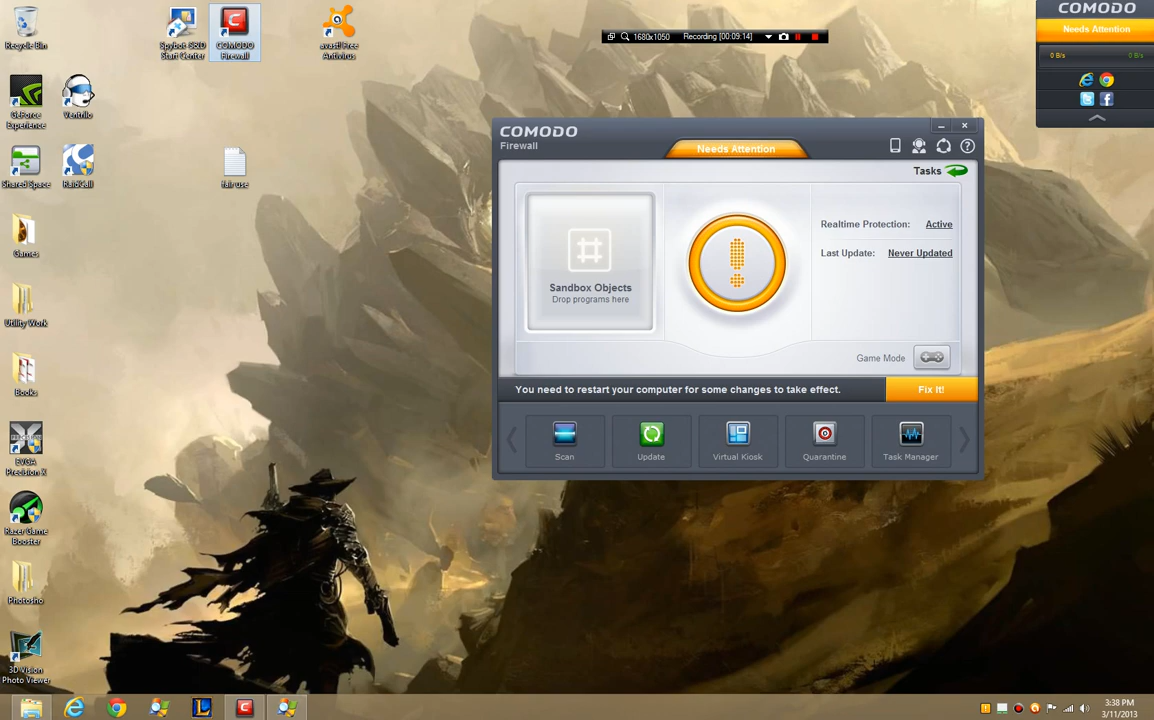 Recycle Bin
Spybot-S&D
Start Center
COMODO
Firewall
avast! Free
Antivirus
1680x1050
Recording [00:09:14]
COMODO
Needs Attention
0 B/s
0 B/s
GeForce
Experience
Ventrilo
Shared Space
RaidCall
fair use
Games
Utility Work
Books
EVGA
Precision X
Razer Game
Booster
Photosho
3D Vision
Photo Viewer
COMODO
Firewall
Needs Attention
Tasks
Sandbox Objects
Drop programs here
Realtime Protection: Active
Last Update: Never Updated
Game Mode
You need to restart your computer for some changes to take effect.
Fix It!
Scan
Update
Virtual Kiosk
Quarantine
Task Manager
3:38 PM
3/11/2013